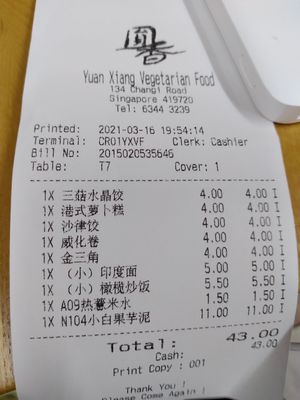 圓香
Yuan Xiang Vegetarian Food
134 Changi Road
Singapore 419720
Tel: 6344 3239
Printed: 2021-03-16 19:54:14
Terminal: CR01YXVF Clerk: Cashier
Bill No: 2015020535646
Table: T7 Cover: 1
1X 三菇水晶饺 4.00 4.00 I
1X 港式萝卜糕 4.00 4.00 I
1X 沙律饺 4.00 4.00 I
1X 威化卷 4.00 4.00 I
1X 金三角 4.00 4.00 I
1X （小）印度面 5.00 5.00 I
1X （小）橄榄炒饭 5.50 5.50 I
1X A09热薏米水 1.50 1.50 I
1X N104小白果芋泥 11.00 11.00 I
Total: 43.00
Cash: 43.00
Print Copy : 001
Thank You !
Please Come Again !